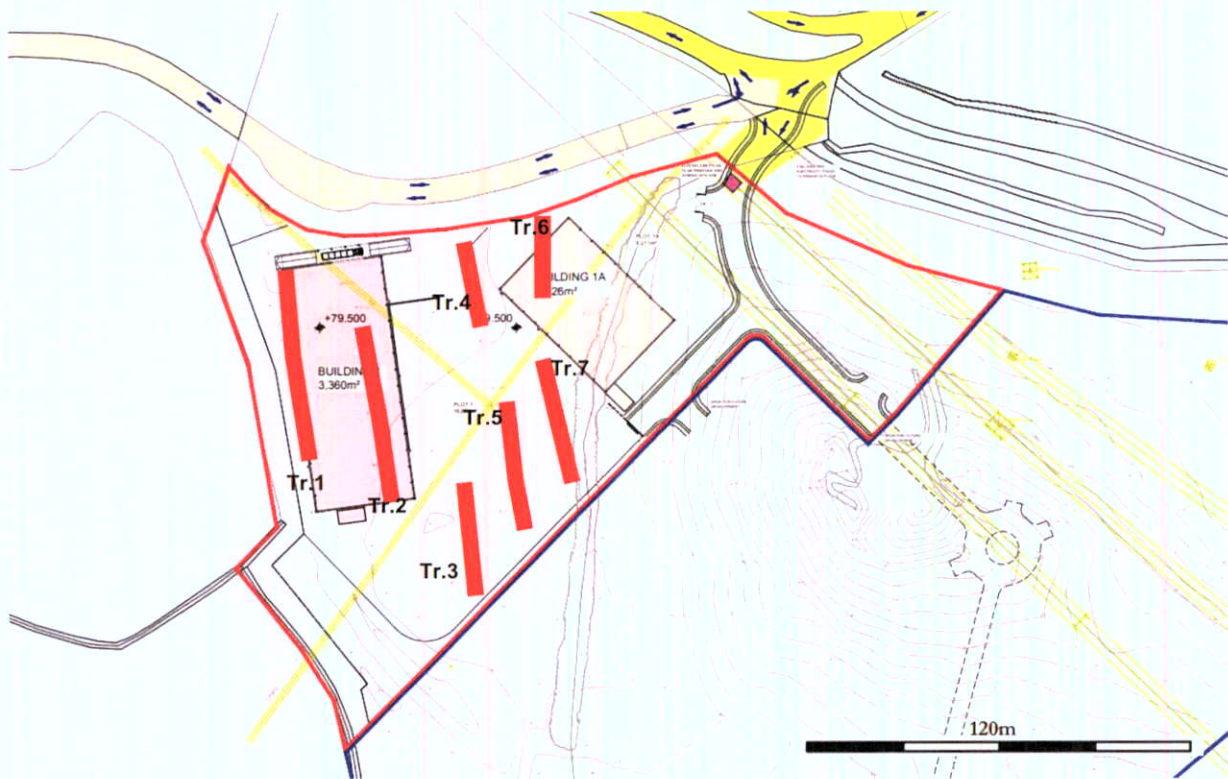 Tr.6
ILDING 1A
26m²
Tr.4
+79.500
9.500
BUILDIN
3.360m²
Tr.7
Tr.5
Tr.1
Tr.2
Tr.3
120m